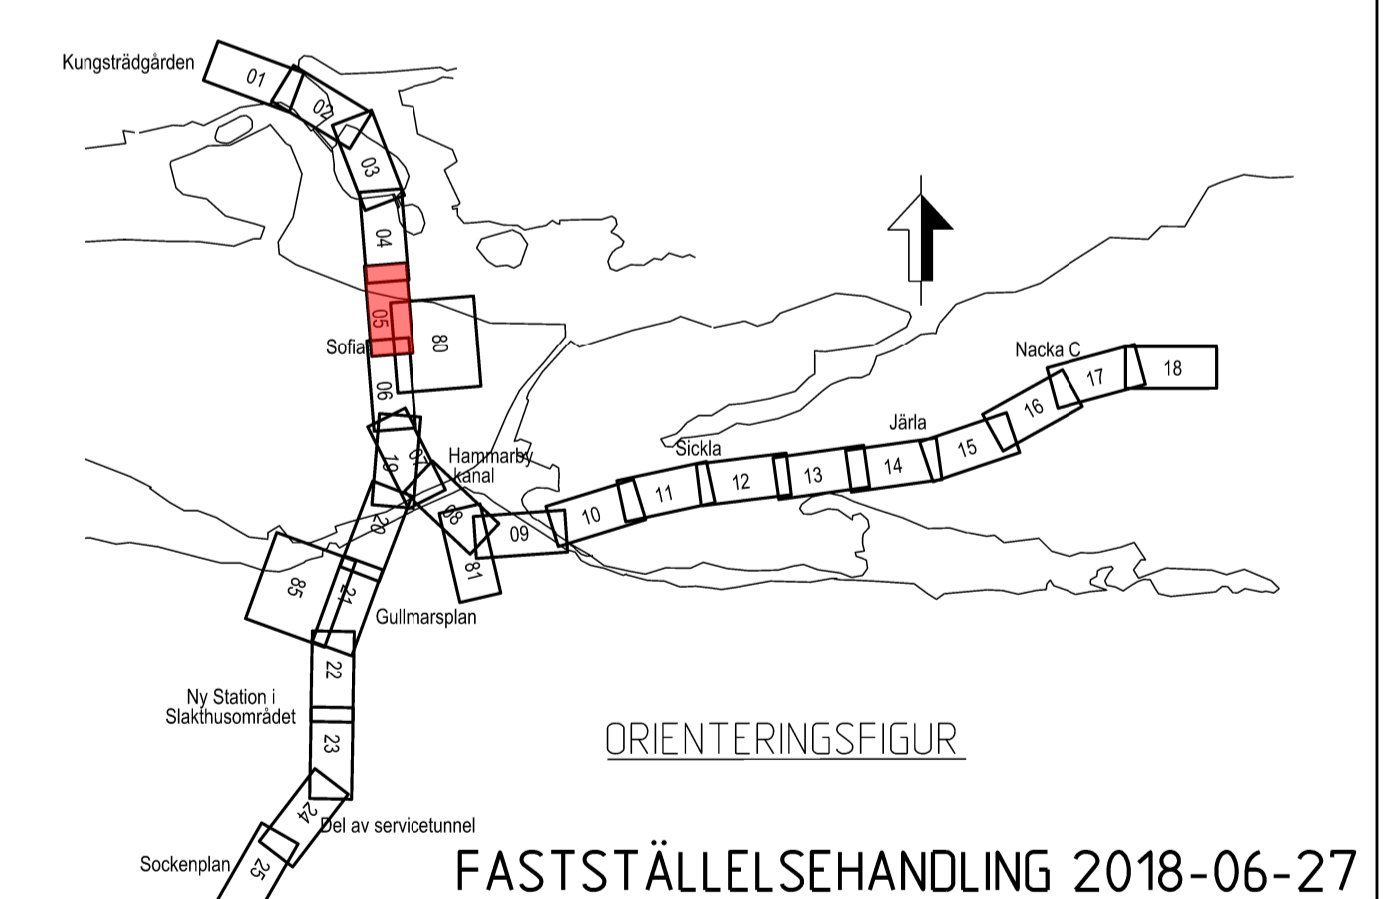 Kungsträdgården
01
02
03
04
05
80
Sofia
06
Nacka C
18
17
16
Järla
15
Sickla
14
13
12
11
10
Hammarby
kanal
07
19
08
09
20
81
85
21
Gullmarsplan
22
Ny Station i
Slakthusområdet
23
ORIENTERINGSFIGUR
24
Del av servicetunnel
Sockenplan
25
FASTSTÄLLELSEHANDLING 2018-06-27